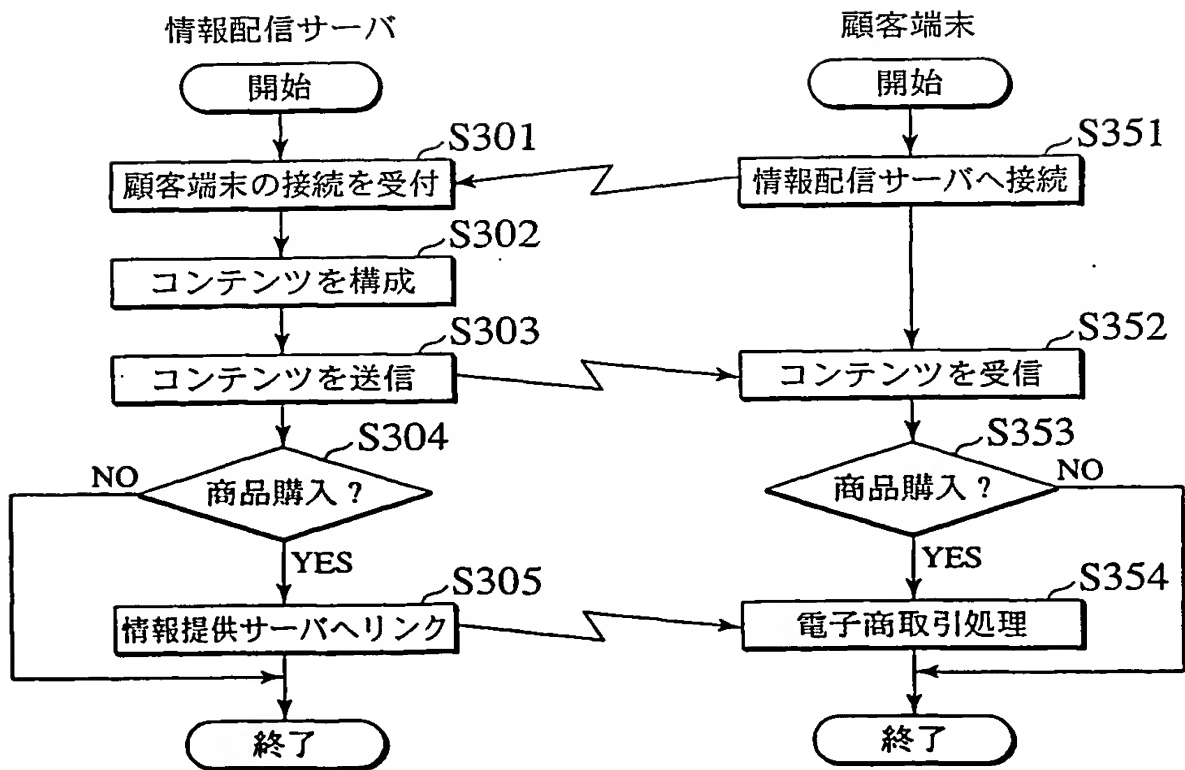 情報配信サーバ
顧客端末
開始
開始
S301
S351
顧客端末の接続を受付
情報配信サーバへ接続
S302
コンテンツを構成
S303
S352
コンテンツを送信
コンテンツを受信
S304
S353
NO
商品購入?
商品購入?
NO
YES
YES
S305
S354
情報提供サーバへリンク
電子商取引処理
終了
終了